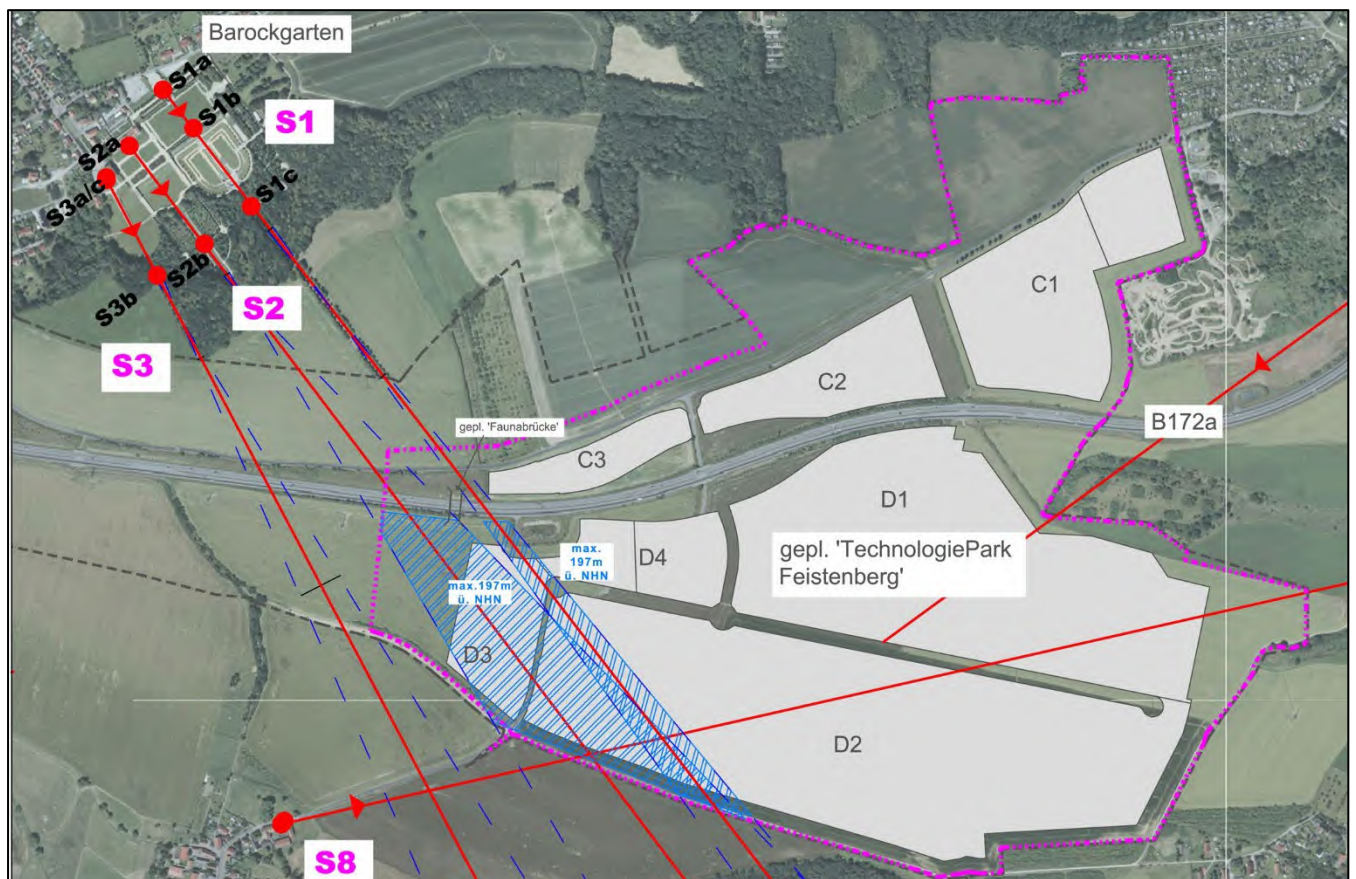 Barockgarten
S1a
S1b
S1
S2a
S3a/c
S1c
S2b
S3b
S2
S3
C1
C2
B172a
gepl. 'Faunabrücke'
C3
D1
max.
197m
ü. NHN
D4
gepl. 'TechnologiePark
Feistenberg'
max.197m
ü. NHN
D3
D2
S8